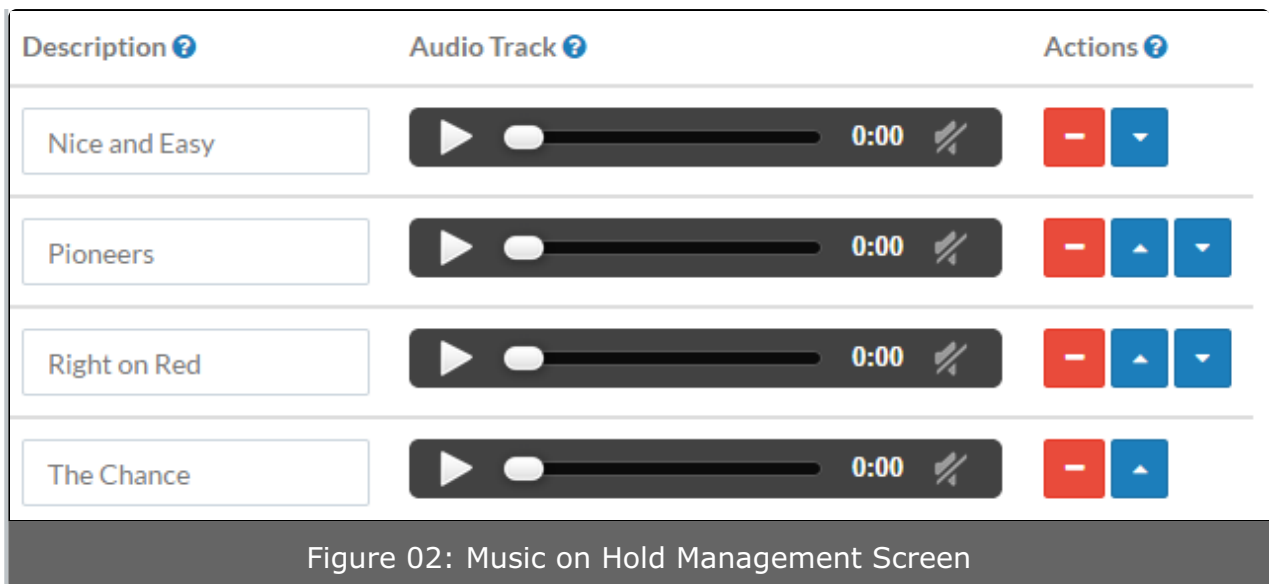 Description Audio Track Actions
Nice and Easy 0:00
Pioneers 0:00
Right on Red 0:00
The Chance 0:00
Figure 02: Music on Hold Management Screen